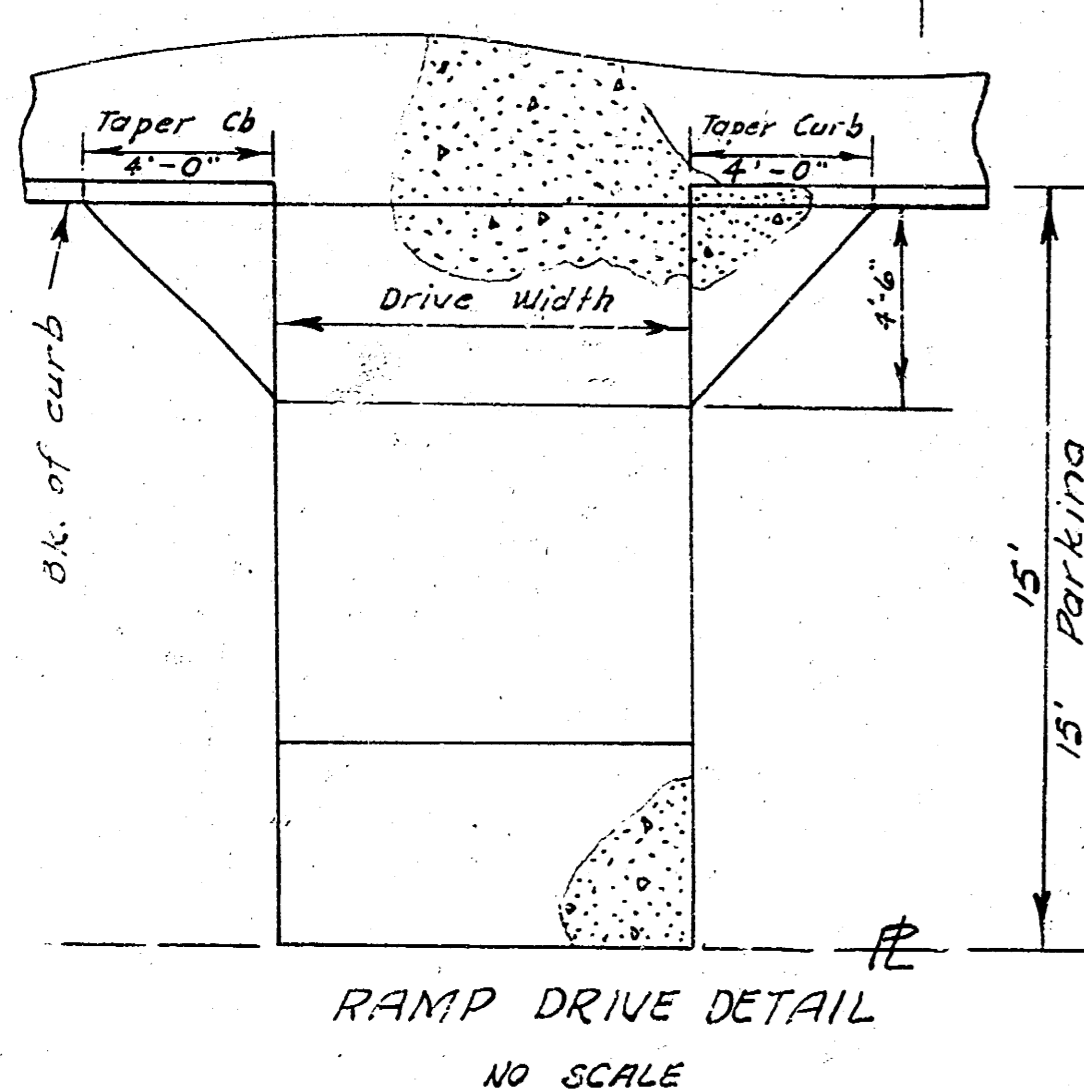 Taper Cb
4'-0"
Taper Curb
4'-0"
Bk. of curb
Drive Width
4'-6"
15'
15' Parking
PL
RAMP DRIVE DETAIL
NO SCALE